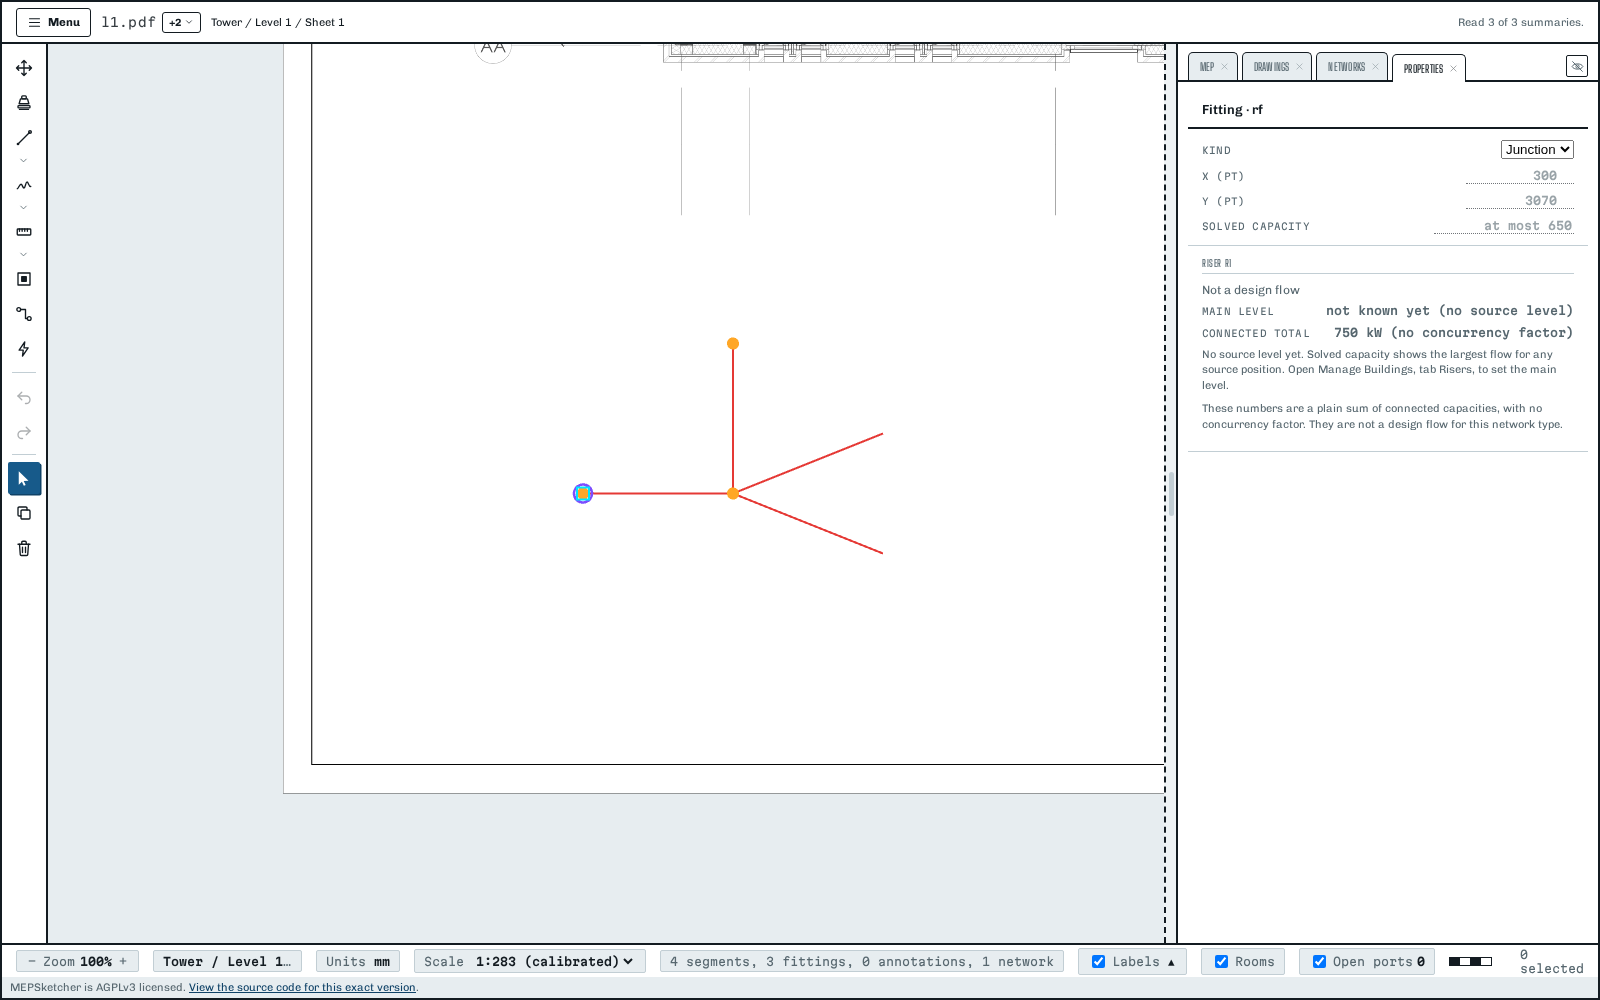 Menu
l1.pdf
+2
Tower / Level 1 / Sheet 1
Read 3 of 3 summaries.
AA
MEP
DRAWINGS
NETWORKS
PROPERTIES
Fitting · rf
KIND
Junction
X (PT)
300
Y (PT)
3070
SOLVED CAPACITY
at most 650
RISER R1
Not a design flow
MAIN LEVEL
not known yet (no source level)
CONNECTED TOTAL
750 kW (no concurrency factor)
No source level yet. Solved capacity shows the largest flow for any
source position. Open Manage Buildings, tab Risers, to set the main
level.
These numbers are a plain sum of connected capacities, with no
concurrency factor. They are not a design flow for this network type.
− Zoom 100% +
Tower / Level 1…
Units mm
Scale 1:283 (calibrated)
4 segments, 3 fittings, 0 annotations, 1 network
Labels ▲
Rooms
Open ports 0
0
selected
MEPSketcher is AGPLv3 licensed. View the source code for this exact version.